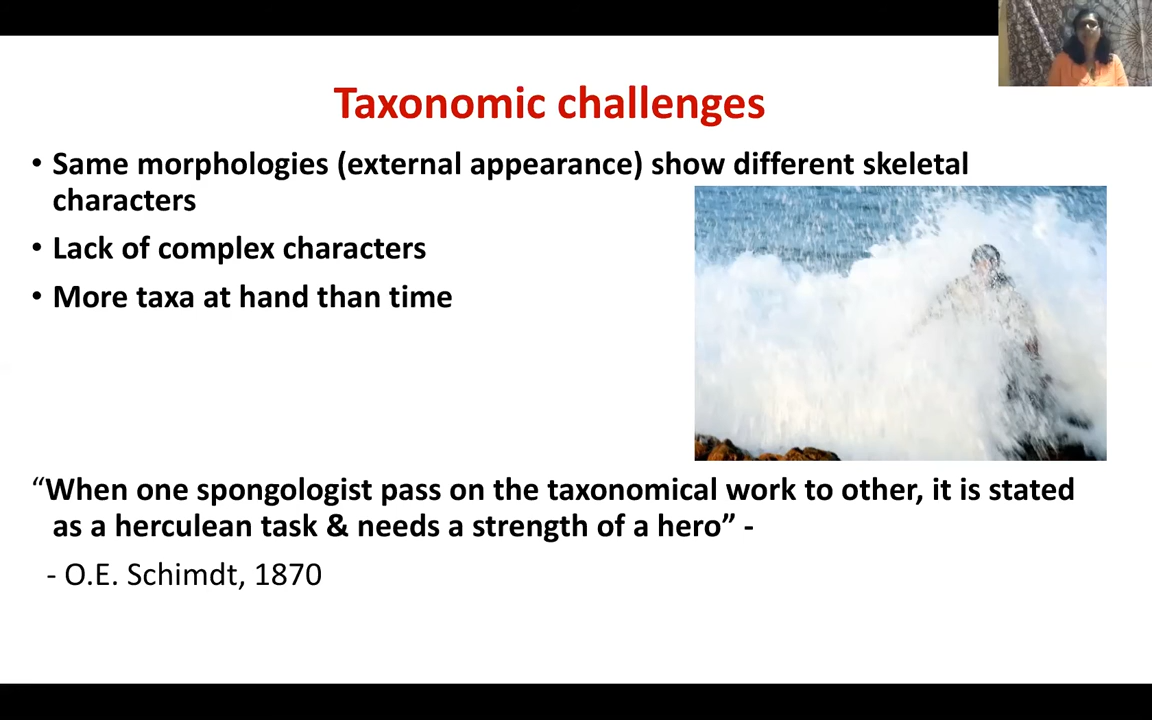 Taxonomic challenges
• Same morphologies (external appearance) show different skeletal
characters
• Lack of complex characters
• More taxa at hand than time
“When one spongologist pass on the taxonomical work to other, it is stated
as a herculean task & needs a strength of a hero” -
- O.E. Schimdt, 1870